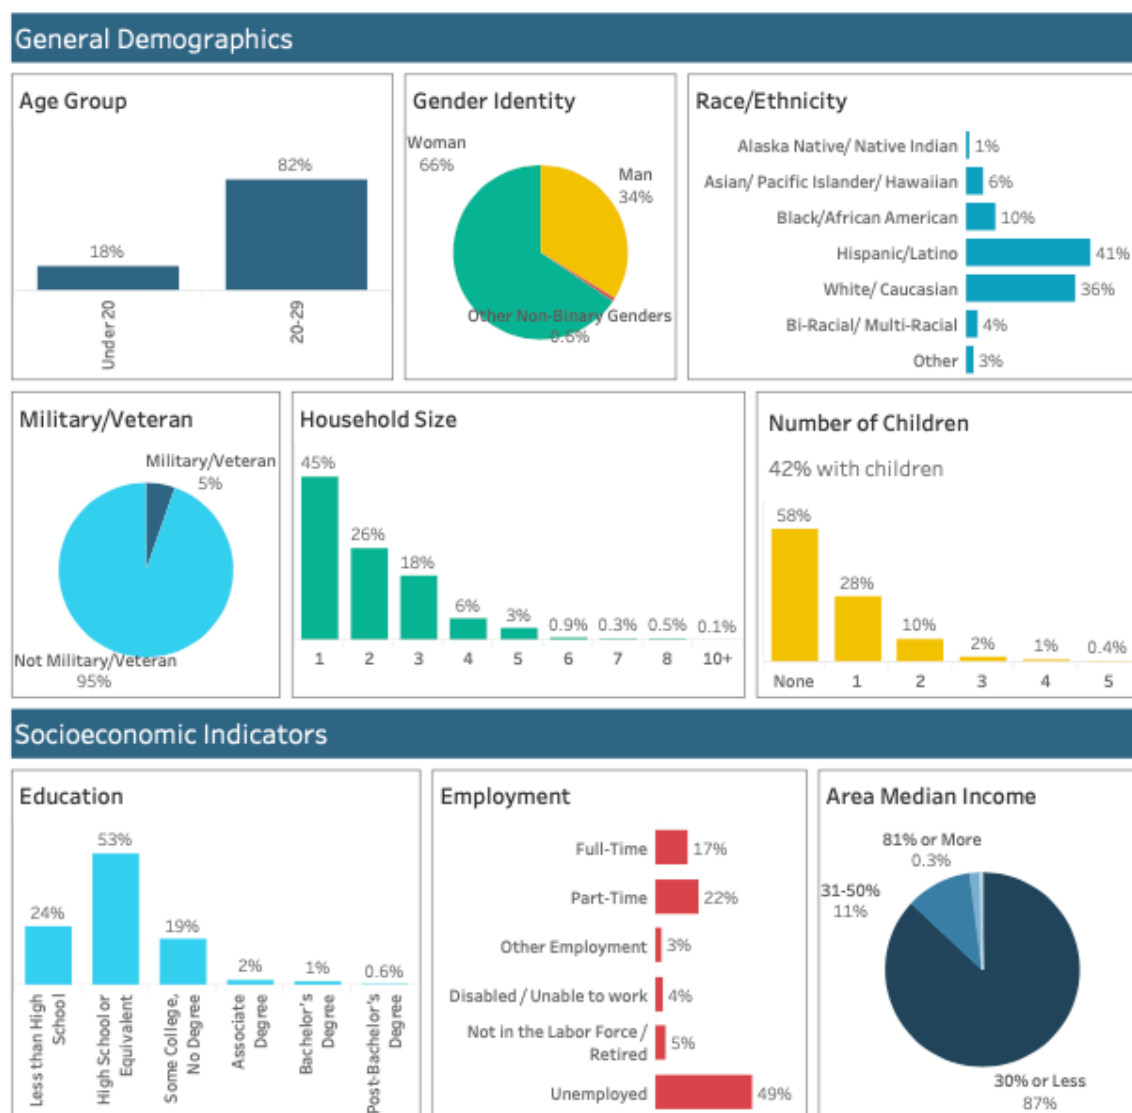 General Demographics
Age Group
18%
82%
Under 20
20-29
Gender Identity
Woman
66%
Man
34%
Other Non-Binary Genders
0.6%
Race/Ethnicity
Alaska Native/ Native Indian 1%
Asian/ Pacific Islander/ Hawaiian 6%
Black/African American 10%
Hispanic/Latino 41%
White/ Caucasian 36%
Bi-Racial/ Multi-Racial 4%
Other 3%
Military/Veteran
Military/Veteran
5%
Not Military/Veteran
95%
Household Size
45%
26%
18%
6%
3%
0.9% 0.3% 0.5% 0.1%
1 2 3 4 5 6 7 8 10+
Number of Children
42% with children
58%
28%
10%
2%
1%
0.4%
None 1 2 3 4 5
Socioeconomic Indicators
Education
24%
53%
19%
2%
1%
0.6%
Less than High
School
High School or
Equivalent
Some College,
No Degree
Associate
Degree
Bachelor's
Degree
Post-Bachelor's
Degree
Employment
Full-Time 17%
Part-Time 22%
Other Employment 3%
Disabled / Unable to work 4%
Not in the Labor Force /
Retired 5%
Unemployed 49%
Area Median Income
81% or More
0.3%
31-50%
11%
30% or Less
87%